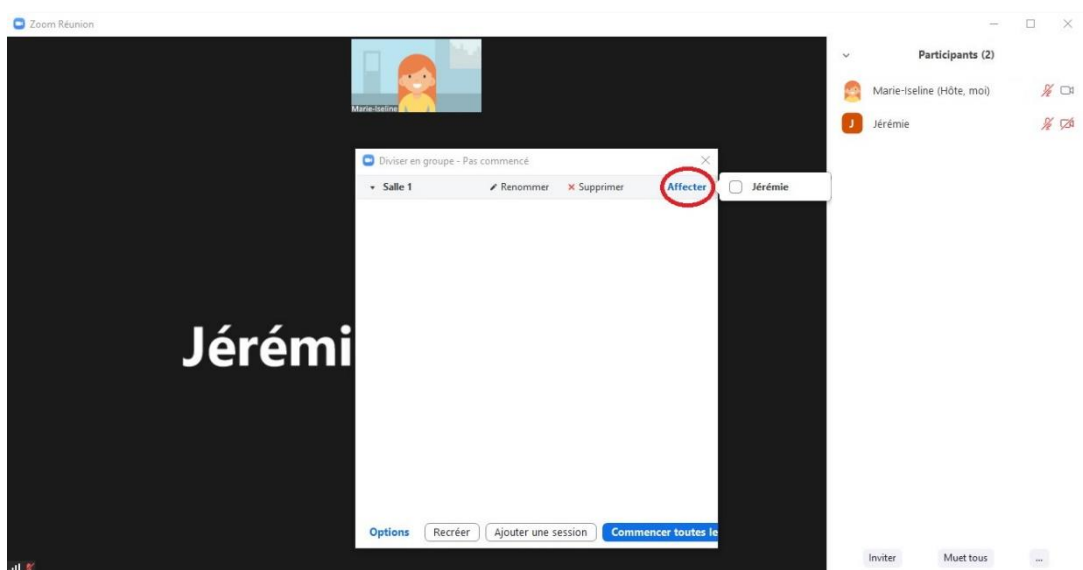 Zoom Réunion
Marie-Iseline
Jérémi
Diviser en groupe - Pas commencé
Salle 1 Renommer Supprimer Affecter
Jérémie
Options Recréer Ajouter une session Commencer toutes le
Participants (2)
Marie-Iseline (Hôte, moi)
J Jérémie
Inviter Muet tous ...